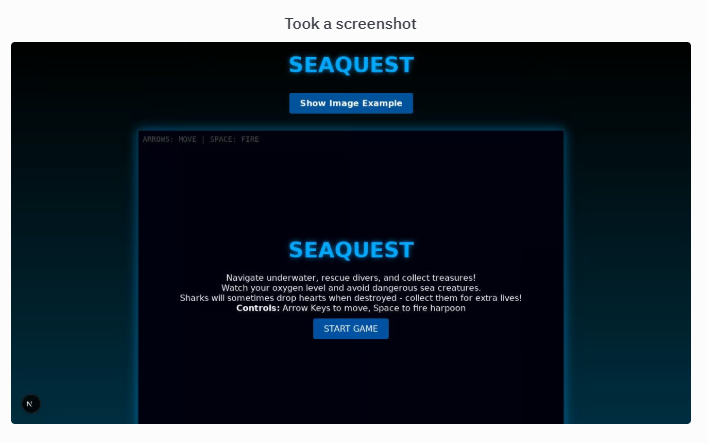 Took a screenshot
SEAQUEST
Show Image Example
ARROWS: MOVE | SPACE: FIRE
SEAQUEST
Navigate underwater, rescue divers, and collect treasures!
Watch your oxygen level and avoid dangerous sea creatures.
Sharks will sometimes drop hearts when destroyed - collect them for extra lives!
Controls: Arrow Keys to move, Space to fire harpoon
START GAME
N